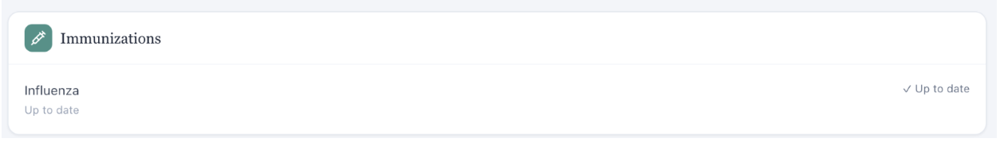 Immunizations
Influenza
✓ Up to date
Up to date